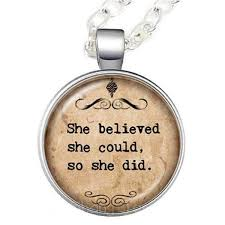 She believed
she could,
so she did.